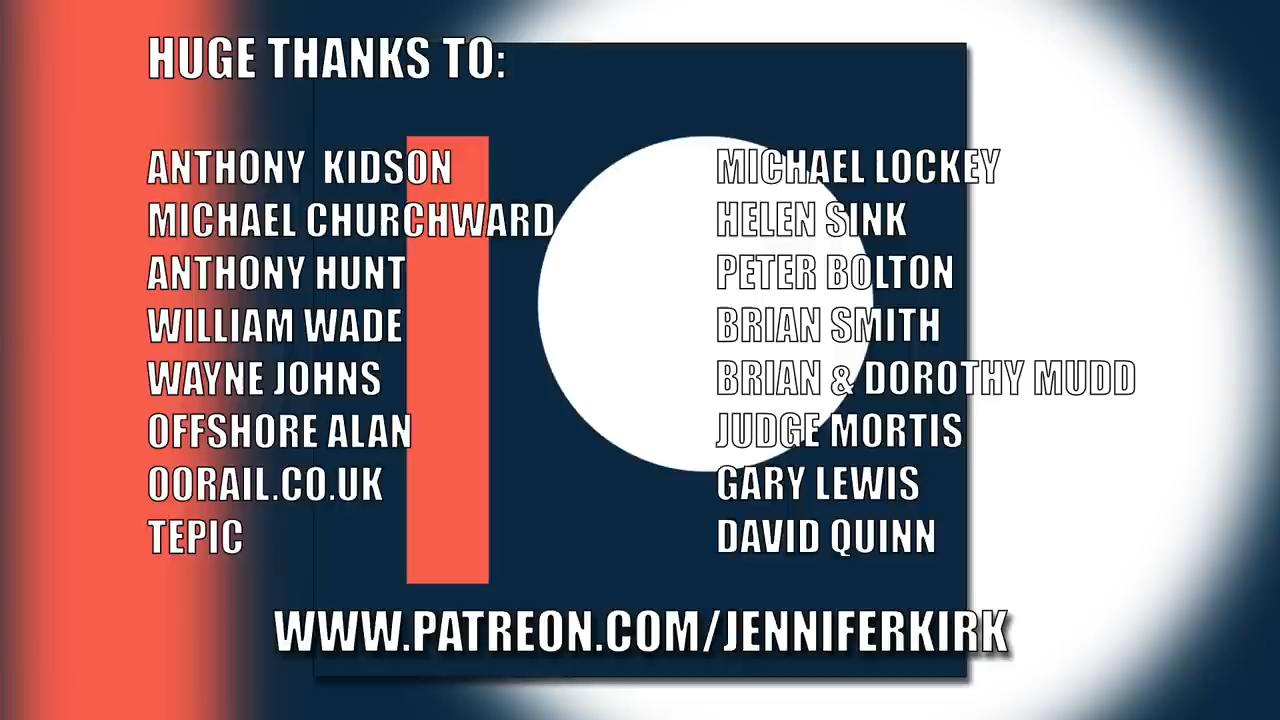 HUGE THANKS TO:
ANTHONY KIDSON
MICHAEL CHURCHWARD
ANTHONY HUNT
WILLIAM WADE
WAYNE JOHNS
OFFSHORE ALAN
OORAIL.CO.UK
TEPIC
MICHAEL LOCKEY
HELEN SINK
PETER BOLTON
BRIAN SMITH
BRIAN & DOROTHY MUDD
JUDGE MORTIS
GARY LEWIS
DAVID QUINN
WWW.PATREON.COM/JENNIFERKIRK